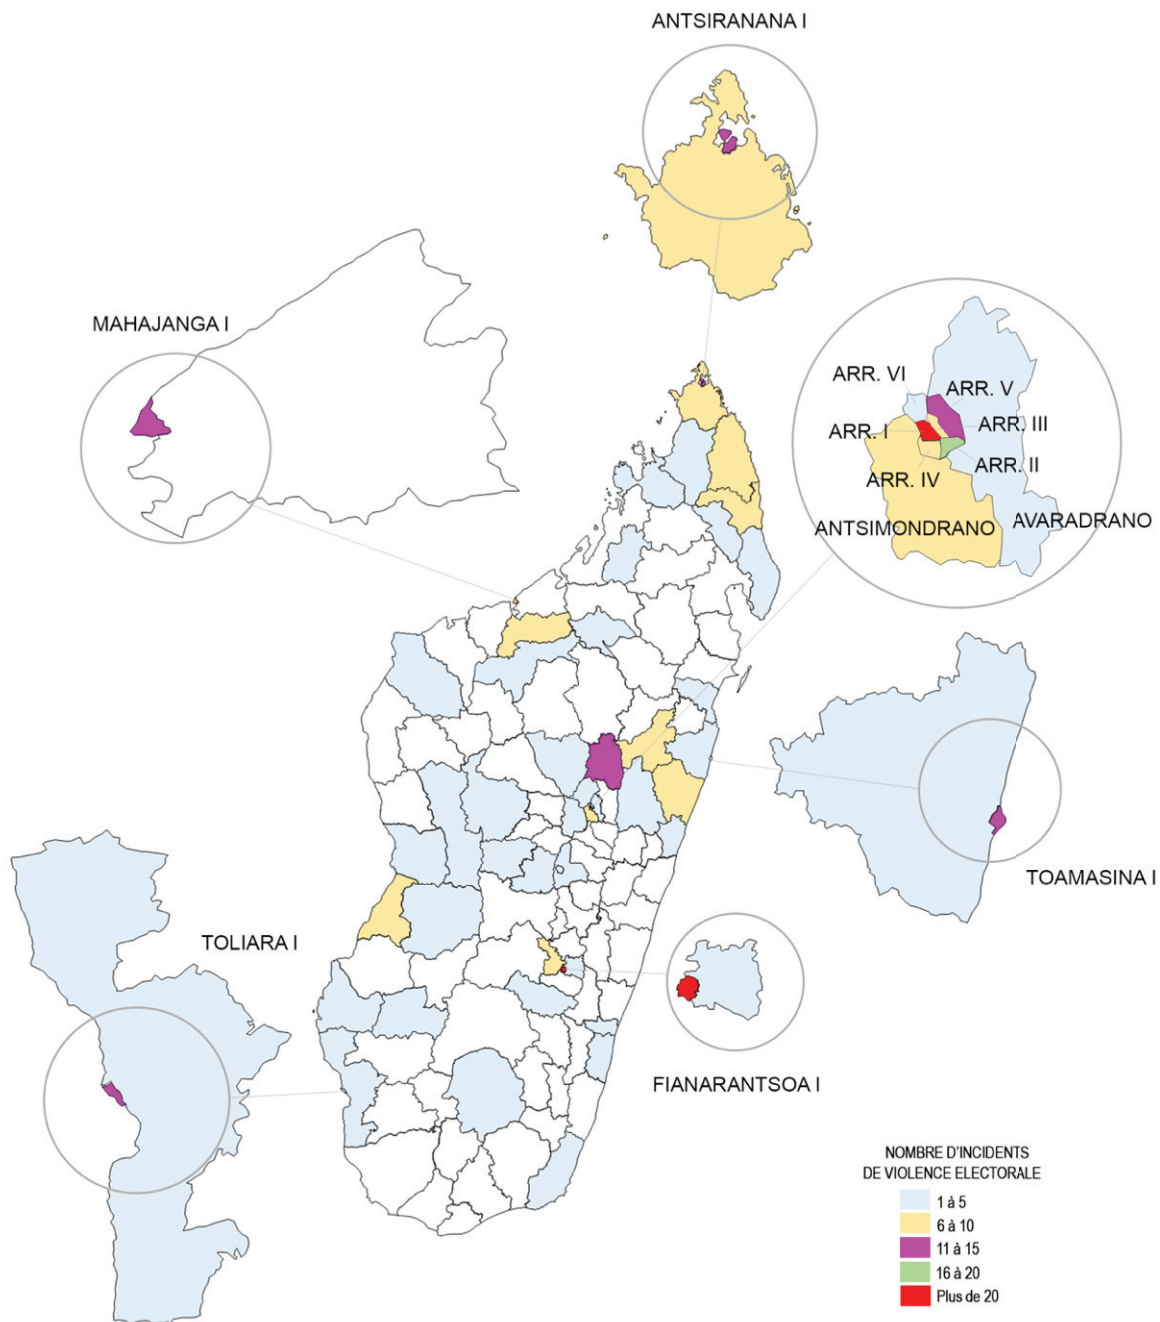 ANTSIRANANA I
MAHAJANGA I
ARR. VI
ARR. V
ARR. I
ARR. III
ARR. II
ARR. IV
ANTSIMONDRANO
AVARADRANO
TOAMASINA I
TOLIARA I
FIANARANTSOA I
NOMBRE D'INCIDENTS
DE VIOLENCE ELECTORALE
1 à 5
6 à 10
11 à 15
16 à 20
Plus de 20